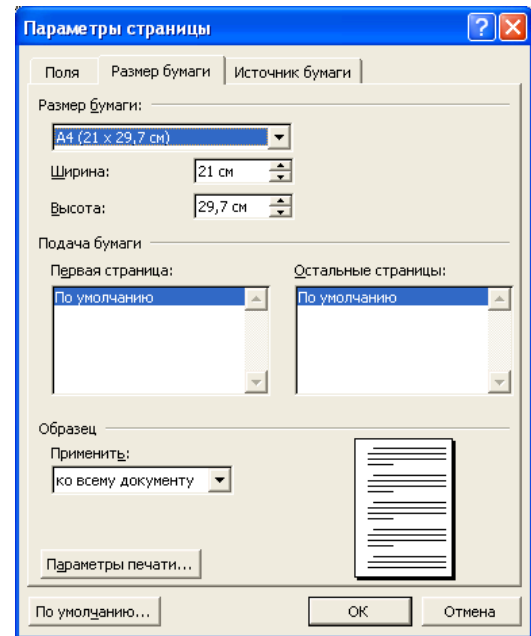 Параметры страницы
Поля Размер бумаги Источник бумаги
Размер бумаги:
А4 (21 x 29,7 см)
Ширина: 21 см
Высота: 29,7 см
Подача бумаги
Первая страница: Остальные страницы:
По умолчанию По умолчанию
Образец
Применить:
ко всему документу
Параметры печати...
По умолчанию... ОК Отмена